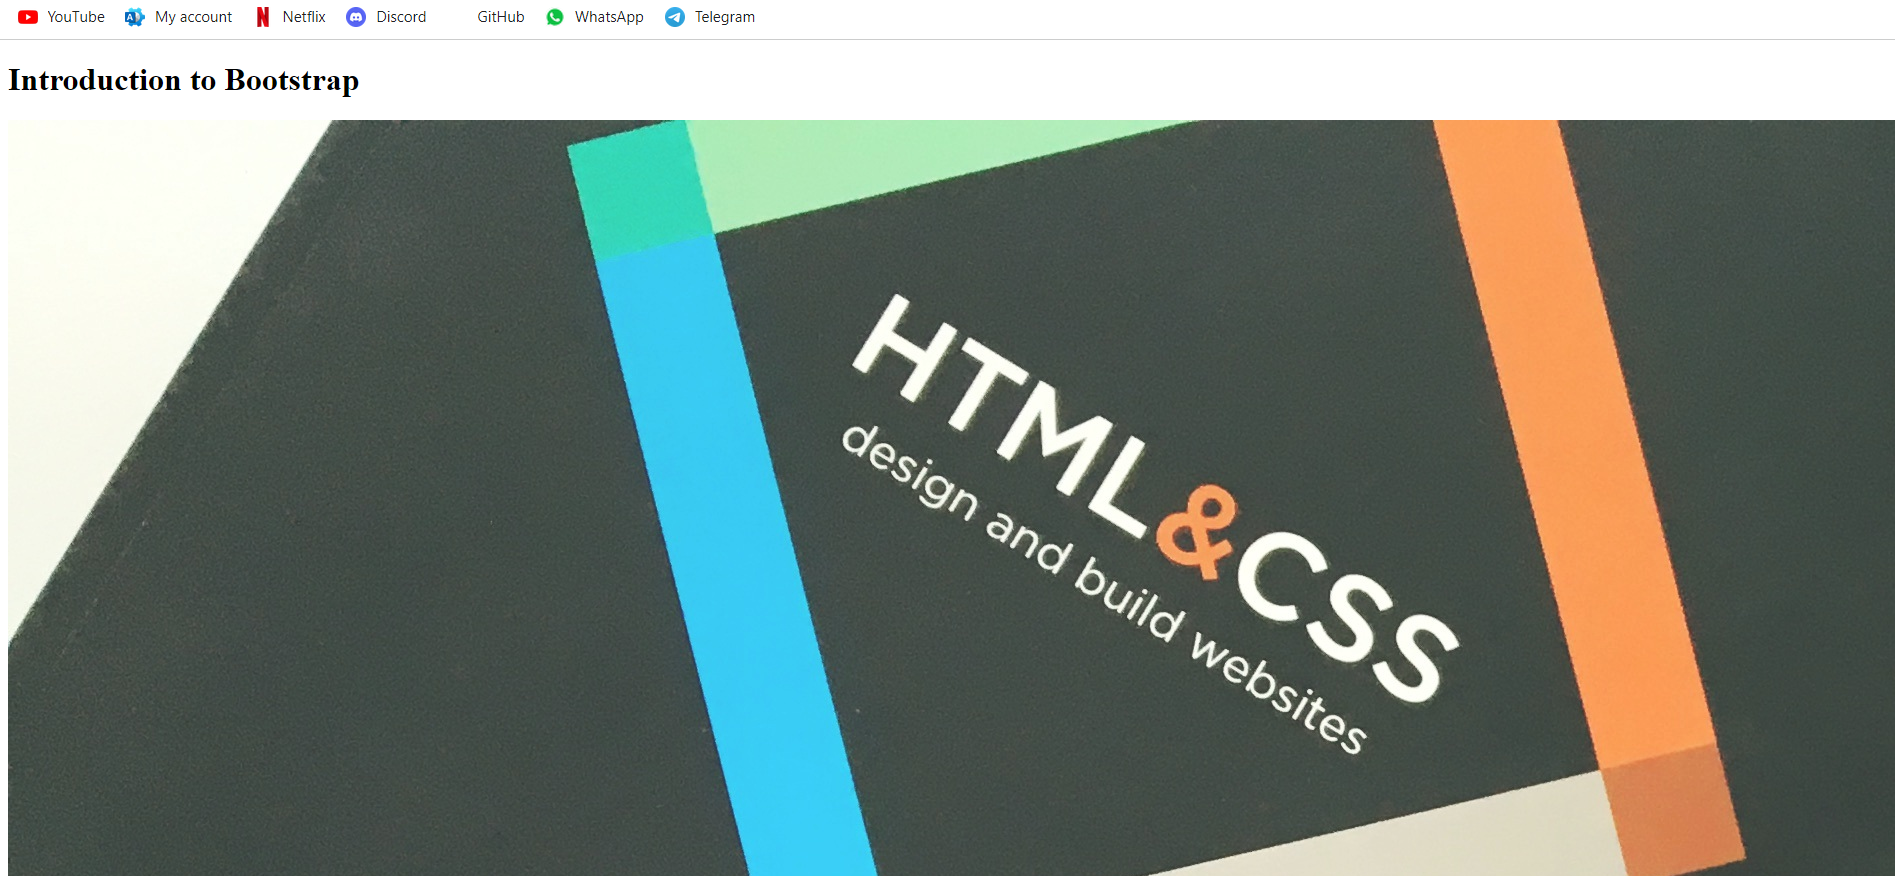 YouTube My account Netflix Discord GitHub WhatsApp Telegram
Introduction to Bootstrap
HTML&CSS
design and build websites